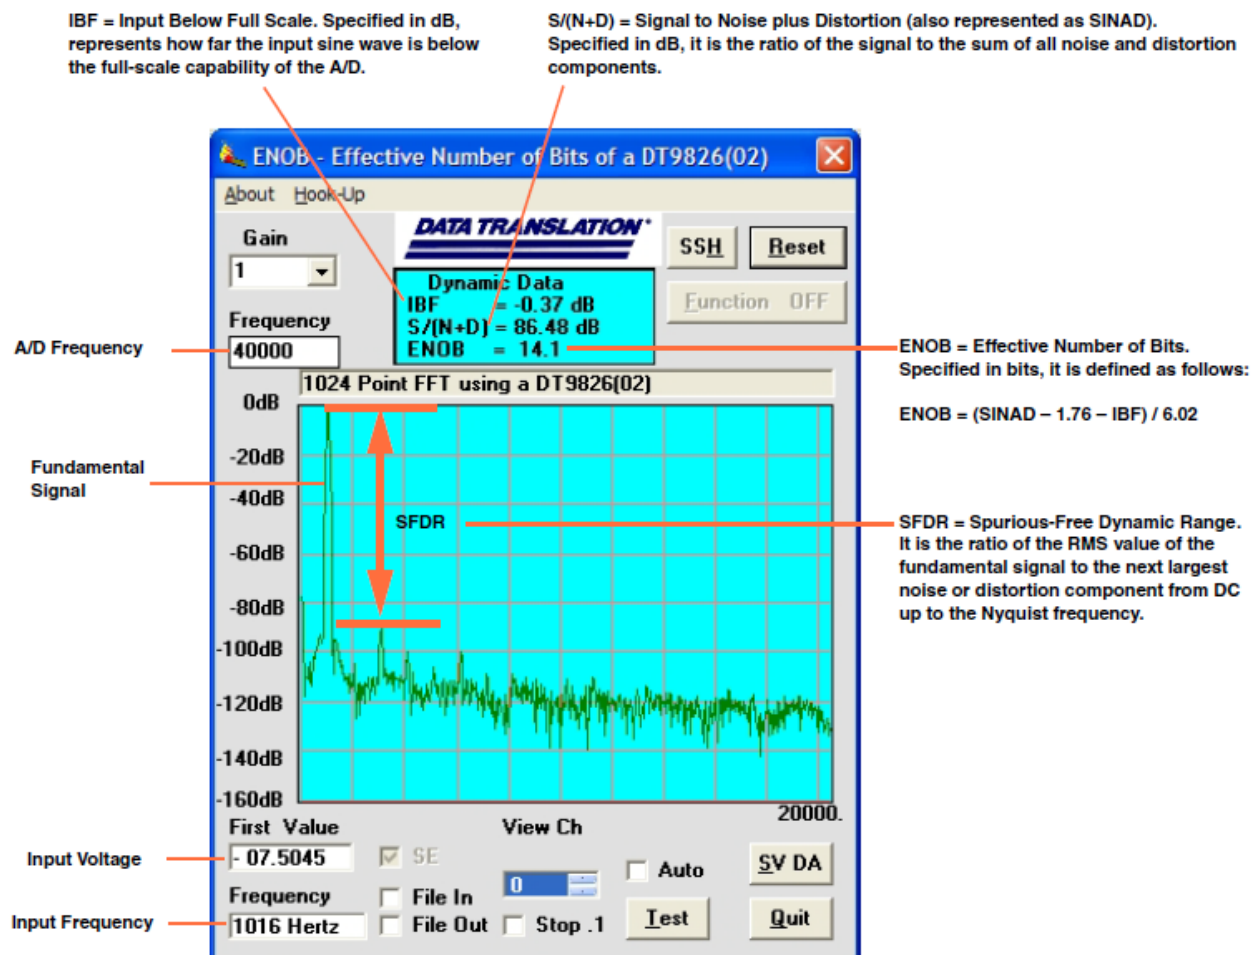 IBF = Input Below Full Scale. Specified in dB,
represents how far the input sine wave is below
the full-scale capability of the A/D.
S/(N+D) = Signal to Noise plus Distortion (also represented as SINAD).
Specified in dB, it is the ratio of the signal to the sum of all noise and distortion
components.
ENOB - Effective Number of Bits of a DT9826(02)
About Hook-Up
Gain
1
DATA TRANSLATION
SSH
Reset
Dynamic Data
IBF = -0.37 dB
S/(N+D) = 86.48 dB
ENOB = 14.1
Function OFF
Frequency
40000
A/D Frequency
ENOB = Effective Number of Bits.
Specified in bits, it is defined as follows:
ENOB = (SINAD – 1.76 – IBF) / 6.02
1024 Point FFT using a DT9826(02)
0dB
-20dB
-40dB
-60dB
-80dB
-100dB
-120dB
-140dB
-160dB
Fundamental
Signal
SFDR
SFDR = Spurious-Free Dynamic Range.
It is the ratio of the RMS value of the
fundamental signal to the next largest
noise or distortion component from DC
up to the Nyquist frequency.
20000.
First Value
View Ch
Input Voltage
- 07.5045
SE
0
Auto
SV DA
Frequency
File In
Input Frequency
1016 Hertz
File Out
Stop .1
Test
Quit